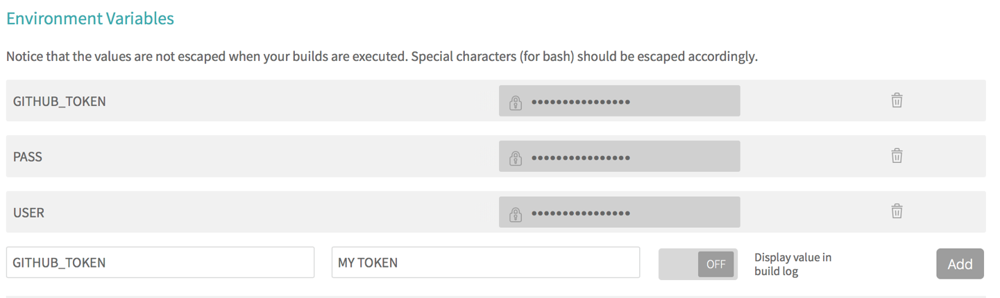 Environment Variables
Notice that the values are not escaped when your builds are executed. Special characters (for bash) should be escaped accordingly.
GITHUB_TOKEN ••••••••••••••••
PASS ••••••••••••••••
USER ••••••••••••••••
GITHUB_TOKEN MY TOKEN OFF Display value in
build log Add